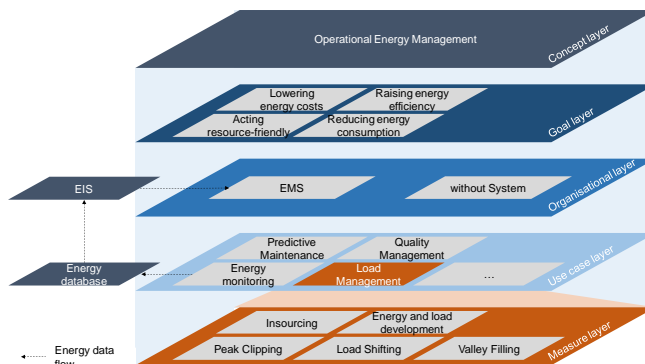 Operational Energy Management
Concept layer
Lowering
energy costs
Raising energy
efficiency
Acting
resource-friendly
Reducing energy
consumption
Goal layer
EIS
EMS
without System
Organisational layer
Predictive
Maintenance
Quality
Management
Energy
database
Energy
monitoring
Load
Management
...
Use case layer
Insourcing
Energy and load
development
Peak Clipping
Load Shifting
Valley Filling
Measure layer
Energy data
flow